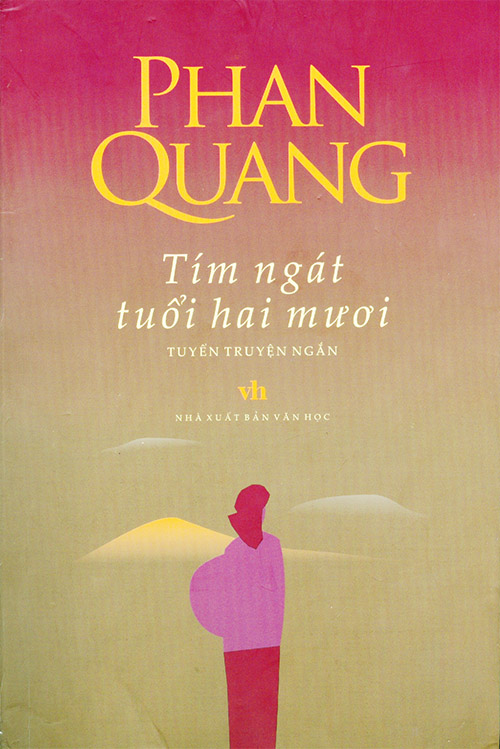 PHAN
QUANG
Tím ngát
tuổi hai mươi
TUYỂN TRUYỆN NGẮN
vh
NHÀ XUẤT BẢN VĂN HỌC